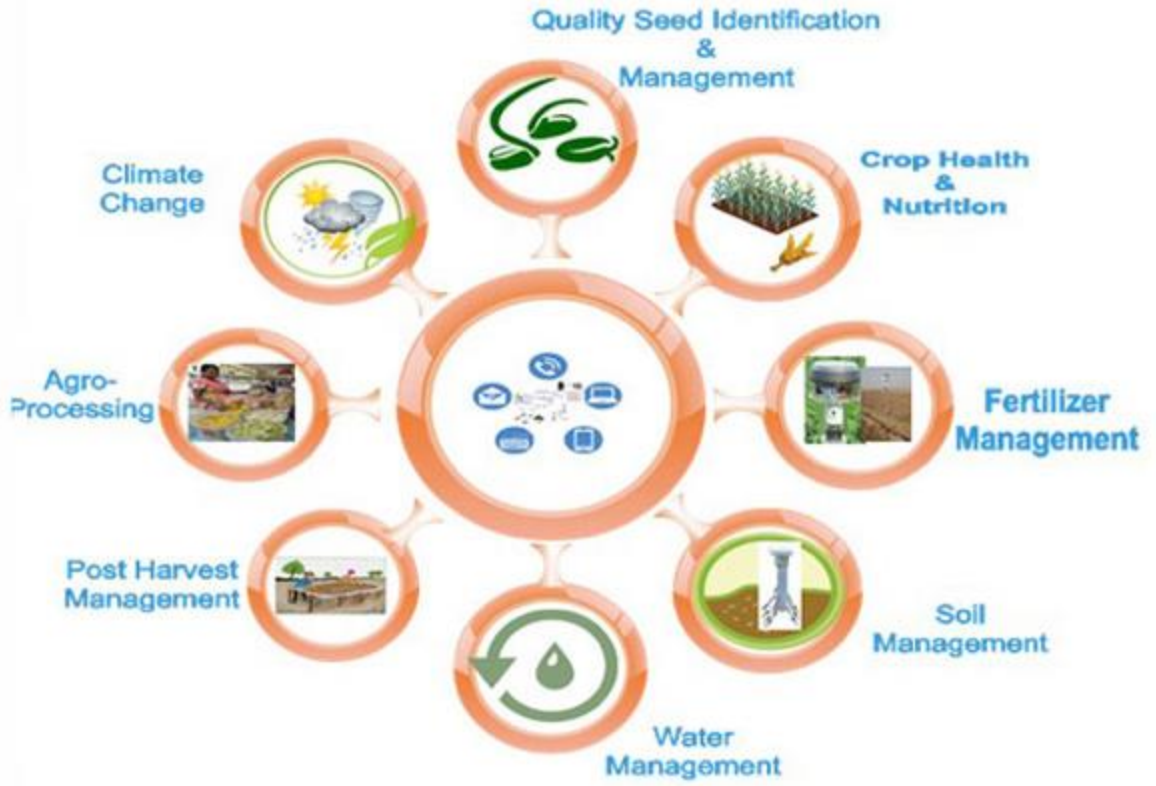 Quality Seed Identification
&
Management
Crop Health
&
Nutrition
Fertilizer
Management
Soil
Management
Water
Management
Post Harvest
Management
Agro-
Processing
Climate
Change